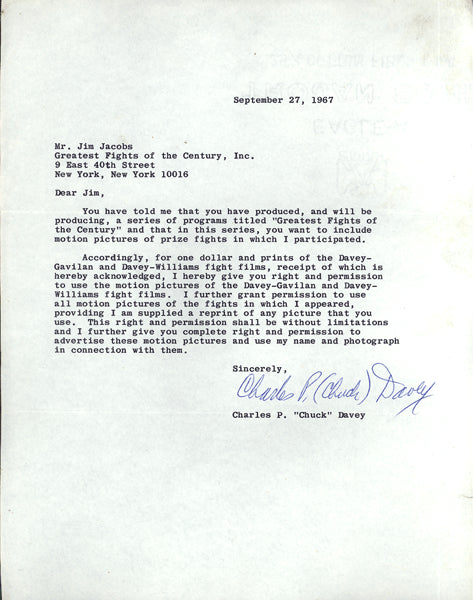 September 27, 1967
Mr. Jim Jacobs
Greatest Fights of the Century, Inc.
9 East 40th Street
New York, New York 10016
Dear Jim,
You have told me that you have produced, and will be
producing, a series of programs titled "Greatest Fights of
the Century" and that in this series, you want to include
motion pictures of prize fights in which I participated.
Accordingly, for one dollar and prints of the Davey-
Gavilan and Davey-Williams fight films, receipt of which is
hereby acknowledged, I hereby give you right and permission
to use the motion pictures of the Davey-Gavilan and Davey-
Williams fight films. I further grant permission to use
all motion pictures of the fights in which I appeared,
providing I am supplied a reprint of any picture that you
use. This right and permission shall be without limitations
and I further give you complete right and permission to
advertise these motion pictures and use my name and photograph
in connection with them.
Sincerely,
Charles P. (Chuck) Davey
Charles P. "Chuck" Davey